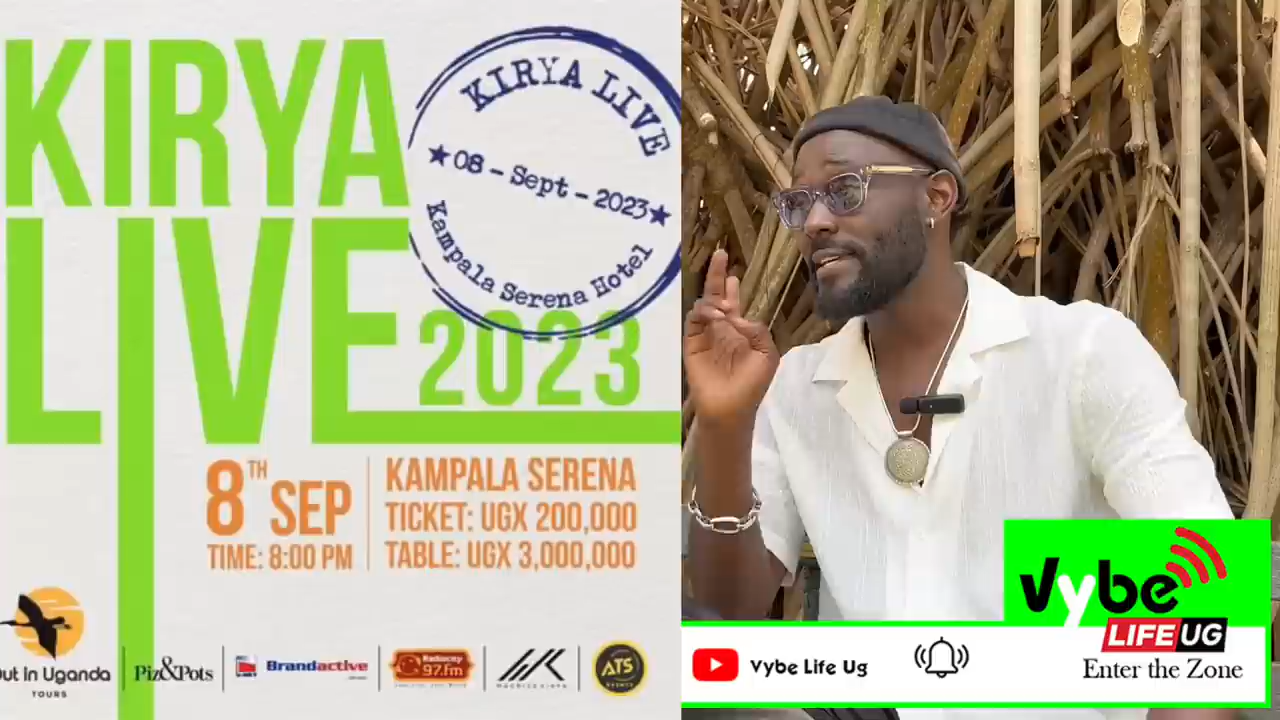 KIRYA
LIVE
2023
KIRYA LIVE
★08 - Sept - 2023★
Kampala Serena Hotel
8TH SEP
TIME: 8:00 PM
KAMPALA SERENA
TICKET: UGX 200,000
TABLE: UGX 3,000,000
ut In Uganda
TOURS
Piz&Pots
Brandactive
97.fm
ATS
Vybe
LIFE UG
Vybe Life Ug
Enter the Zone